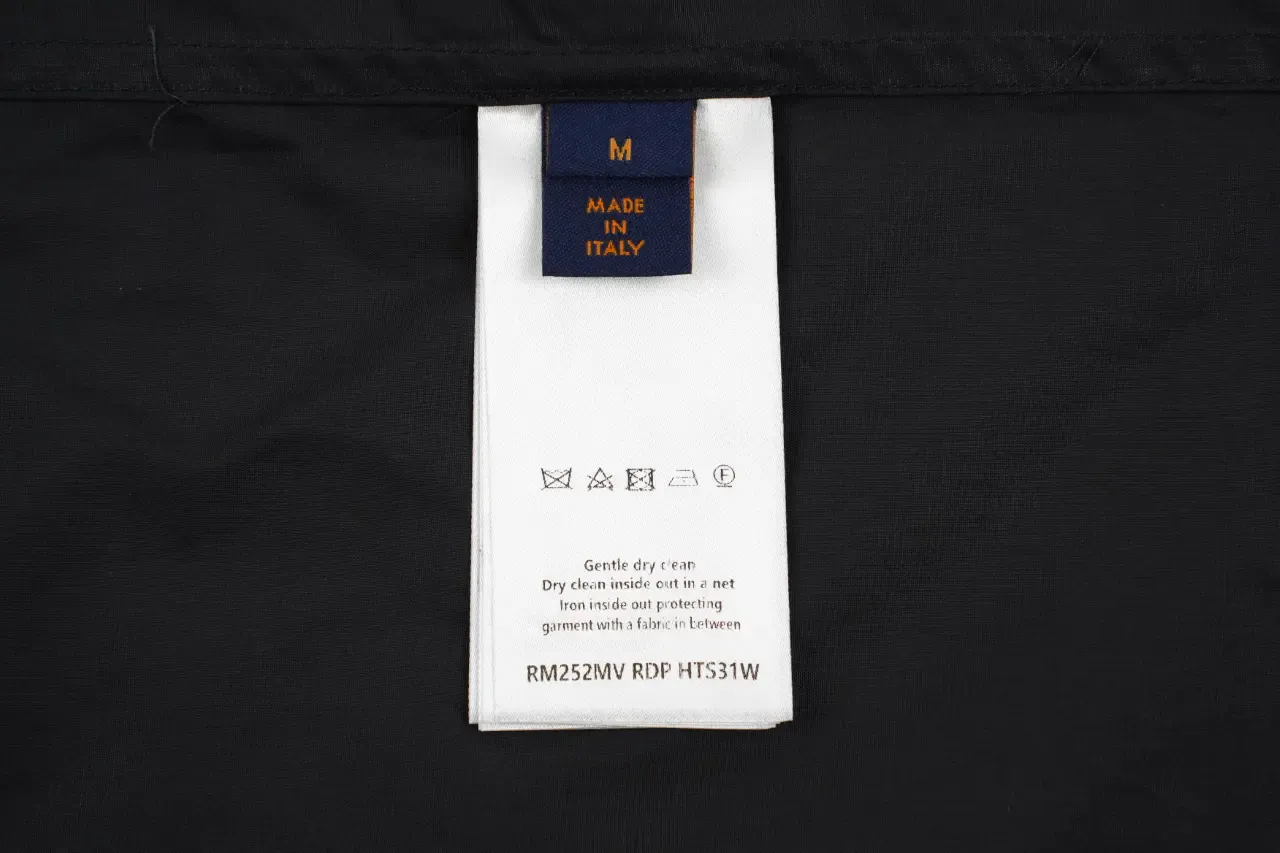 M
MADE
IN
ITALY
F
Gentle dry clean
Dry clean inside out in a net
Iron inside out protecting
garment with a fabric in between
RM252MV RDP HTS31W